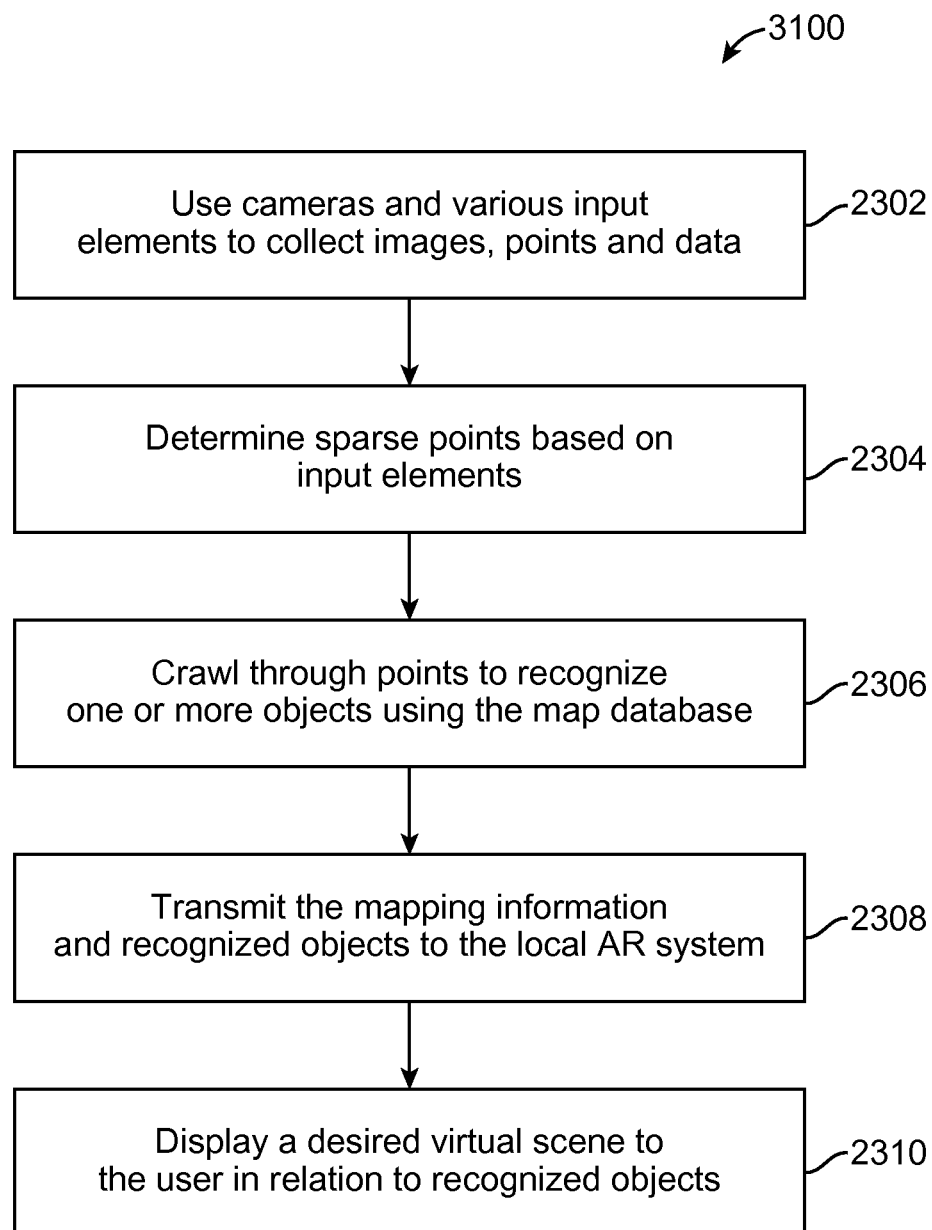 3100
Use cameras and various input
elements to collect images, points and data
2302
Determine sparse points based on
input elements
2304
Crawl through points to recognize
one or more objects using the map database
2306
Transmit the mapping information
and recognized objects to the local AR system
2308
Display a desired virtual scene to
the user in relation to recognized objects
2310